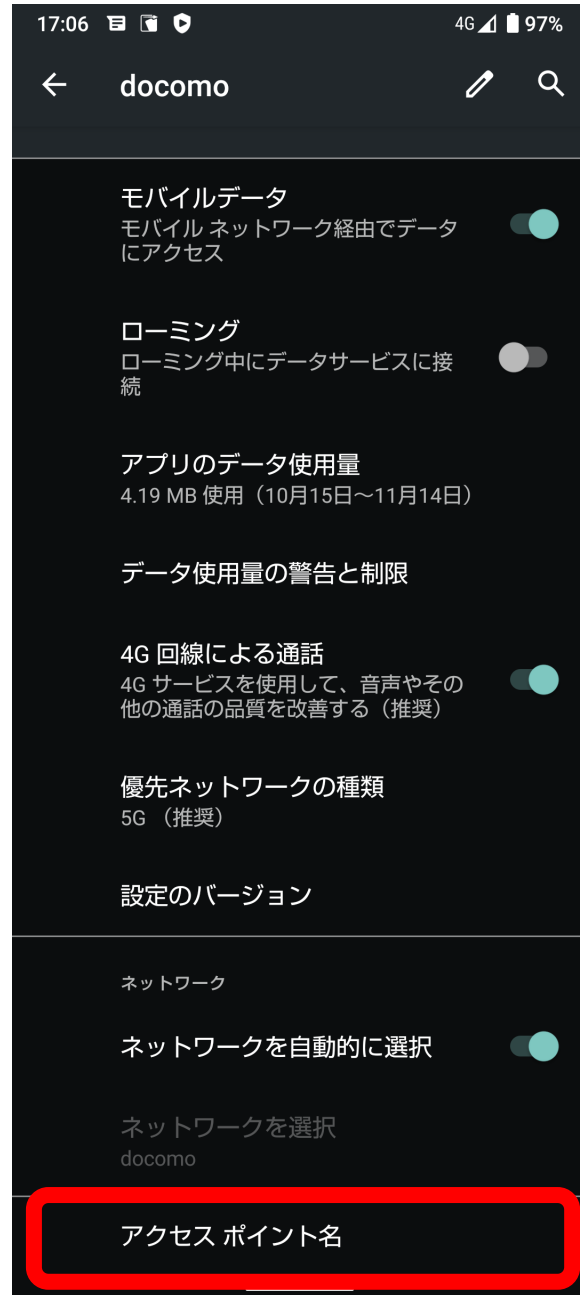 17:06 4G 97%
docomo
モバイルデータ
モバイル ネットワーク経由でデータ
にアクセス
ローミング
ローミング中にデータサービスに接
続
アプリのデータ使用量
4.19 MB 使用（10月15日～11月14日）
データ使用量の警告と制限
4G 回線による通話
4G サービスを使用して、音声やその
他の通話の品質を改善する（推奨）
優先ネットワークの種類
5G （推奨）
設定のバージョン
ネットワーク
ネットワークを自動的に選択
ネットワークを選択
docomo
アクセス ポイント名